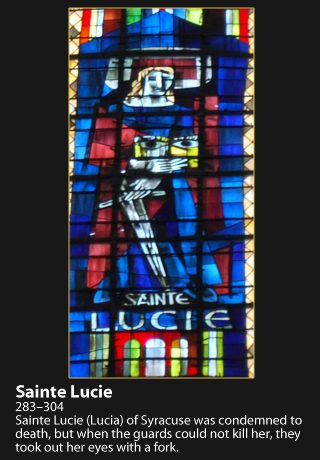 SAINTE
LUCIE
Sainte Lucie
283–304
Sainte Lucie (Lucia) of Syracuse was condemned to
death, but when the guards could not kill her, they
took out her eyes with a fork.